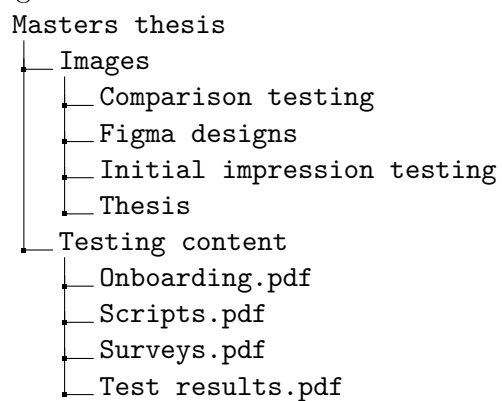 Masters thesis
Images
Comparison testing
Figma designs
Initial impression testing
Thesis
Testing content
Onboarding.pdf
Scripts.pdf
Surveys.pdf
Test results.pdf